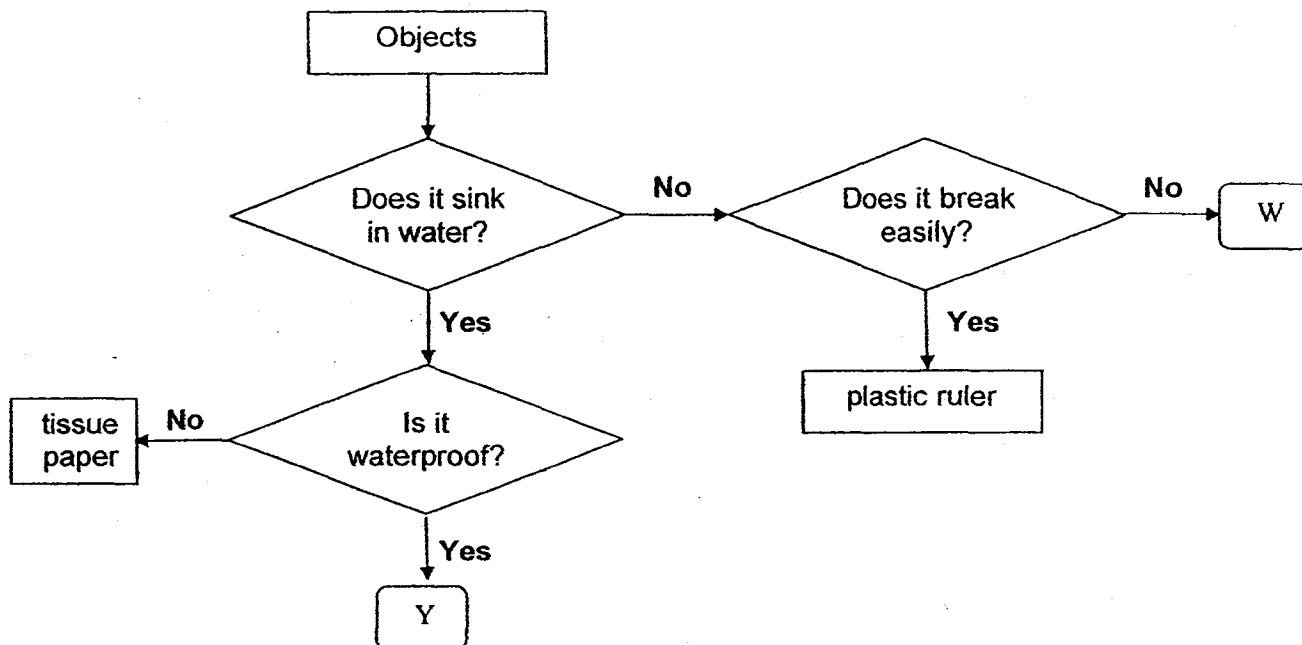 Objects
Does it sink
in water?
No
Does it break
easily?
No
W
Yes
Yes
plastic ruler
tissue
paper
No
Is it
waterproof?
Yes
Y